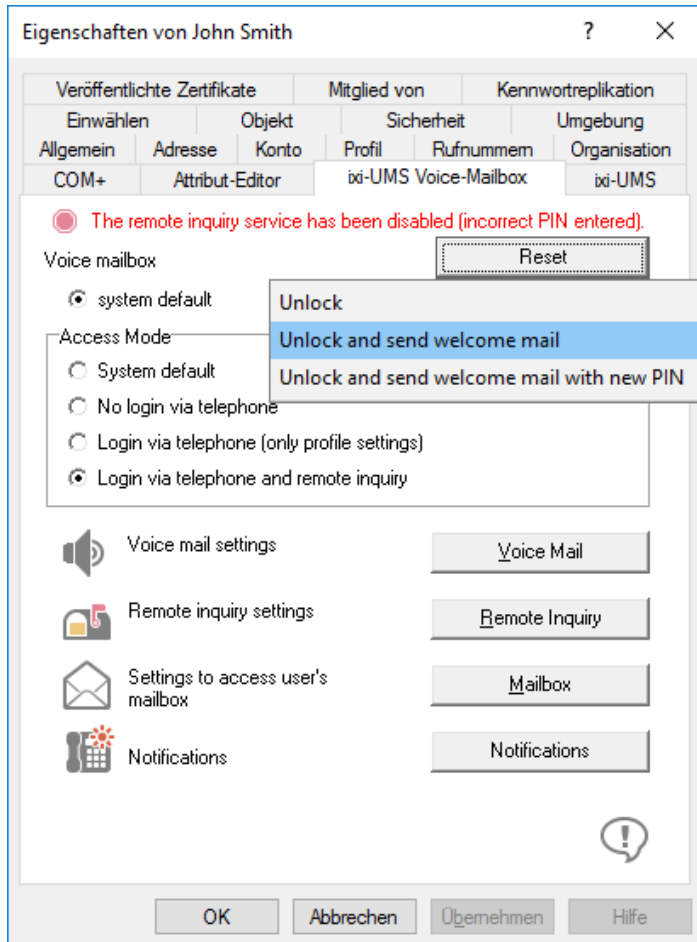 Eigenschaften von John Smith
?
Veröffentlichte Zertifikate Mitglied von Kennwortreplikation
Einwählen Objekt Sicherheit Umgebung
Allgemein Adresse Konto Profil Rufnummern Organisation
COM+ Attribut-Editor ixi-UMS Voice-Mailbox ixi-UMS
The remote inquiry service has been disabled (incorrect PIN entered).
Voice mailbox
Reset
system default
Unlock
Access Mode
Unlock and send welcome mail
System default
Unlock and send welcome mail with new PIN
No login via telephone
Login via telephone (only profile settings)
Login via telephone and remote inquiry
Voice mail settings
Voice Mail
Remote inquiry settings
Remote Inquiry
Settings to access user's
mailbox
Mailbox
Notifications
Notifications
OK Abbrechen Übernehmen Hilfe